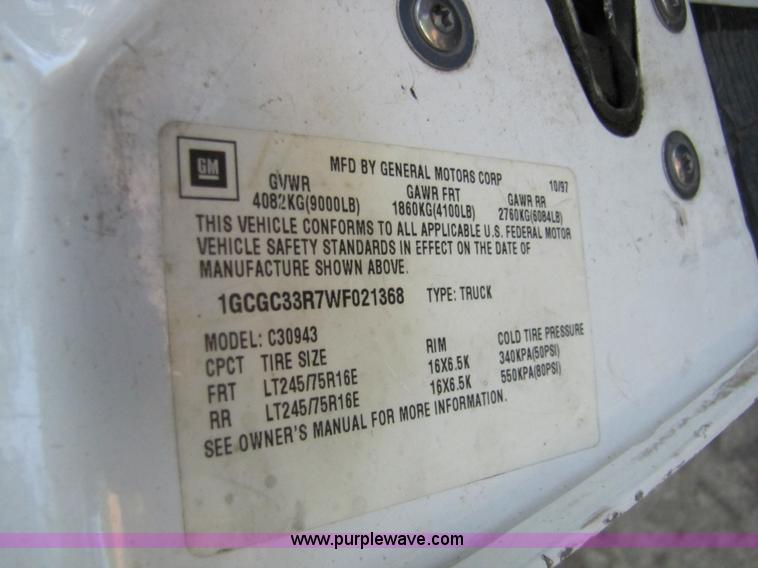 GM
MFD BY GENERAL MOTORS CORP 10/97
GVWR GAWR FRT GAWR RR
4082KG(9000LB) 1860KG(4100LB) 2760KG(6084LB)
THIS VEHICLE CONFORMS TO ALL APPLICABLE U.S. FEDERAL MOTOR
VEHICLE SAFETY STANDARDS IN EFFECT ON THE DATE OF
MANUFACTURE SHOWN ABOVE.
1GCGC33R7WF021368 TYPE: TRUCK
MODEL: C30943
CPCT TIRE SIZE RIM COLD TIRE PRESSURE
FRT LT245/75R16E 16X6.5K 340KPA(50PSI)
RR LT245/75R16E 16X6.5K 550KPA(80PSI)
SEE OWNER'S MANUAL FOR MORE INFORMATION.
www.purplewave.com